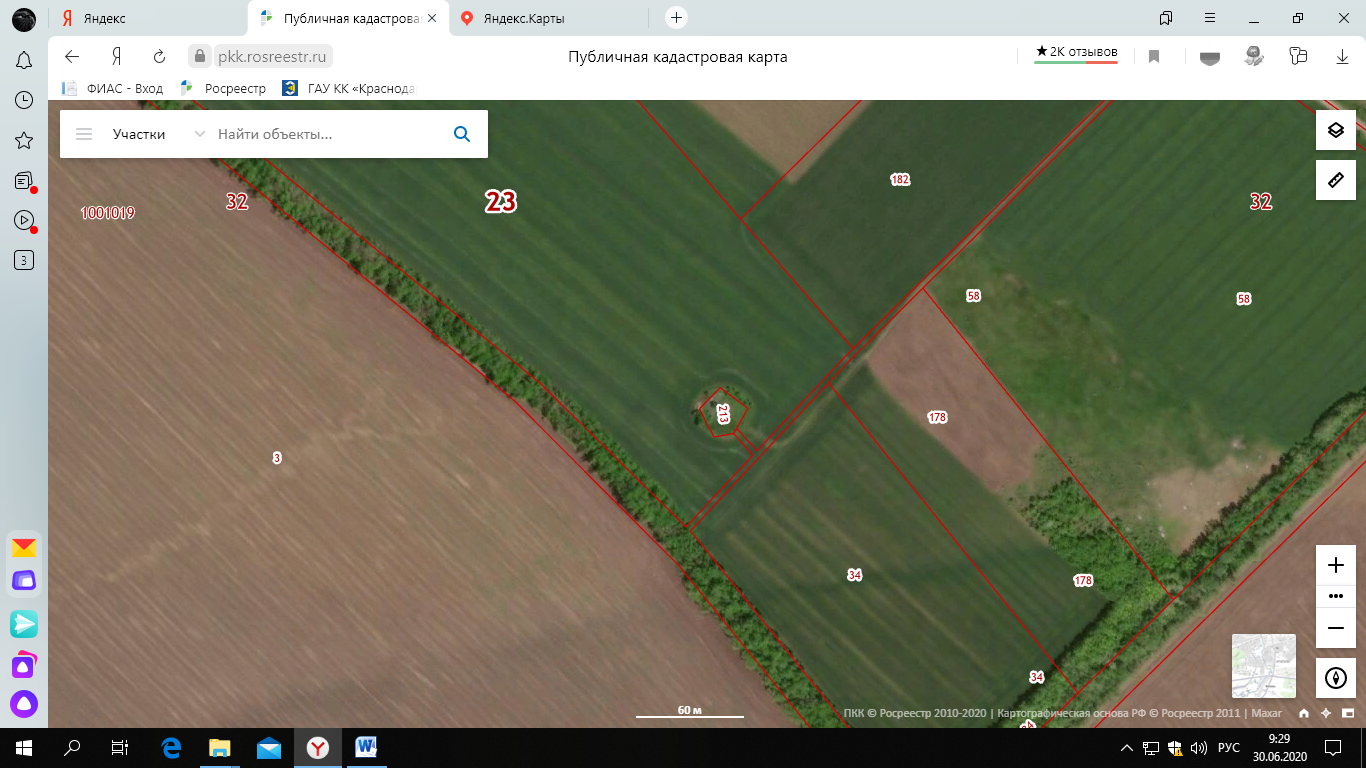 Яндекс
Публичная кадастрова
Яндекс.Карты
pkk.rosreestr.ru
Публичная кадастровая карта
★2K отзывов
ФИАС - Вход
Росреестр
ГАУ КК «Краснода
Участки
Найти объекты...
182
32
23
32
1001019
58
58
213
178
3
34
178
34
60 м
ПКК © Росреестр 2010-2020 | Картографическая основа РФ © Росреестр 2011 | Maxar
3
РУС
9:29
30.06.2020